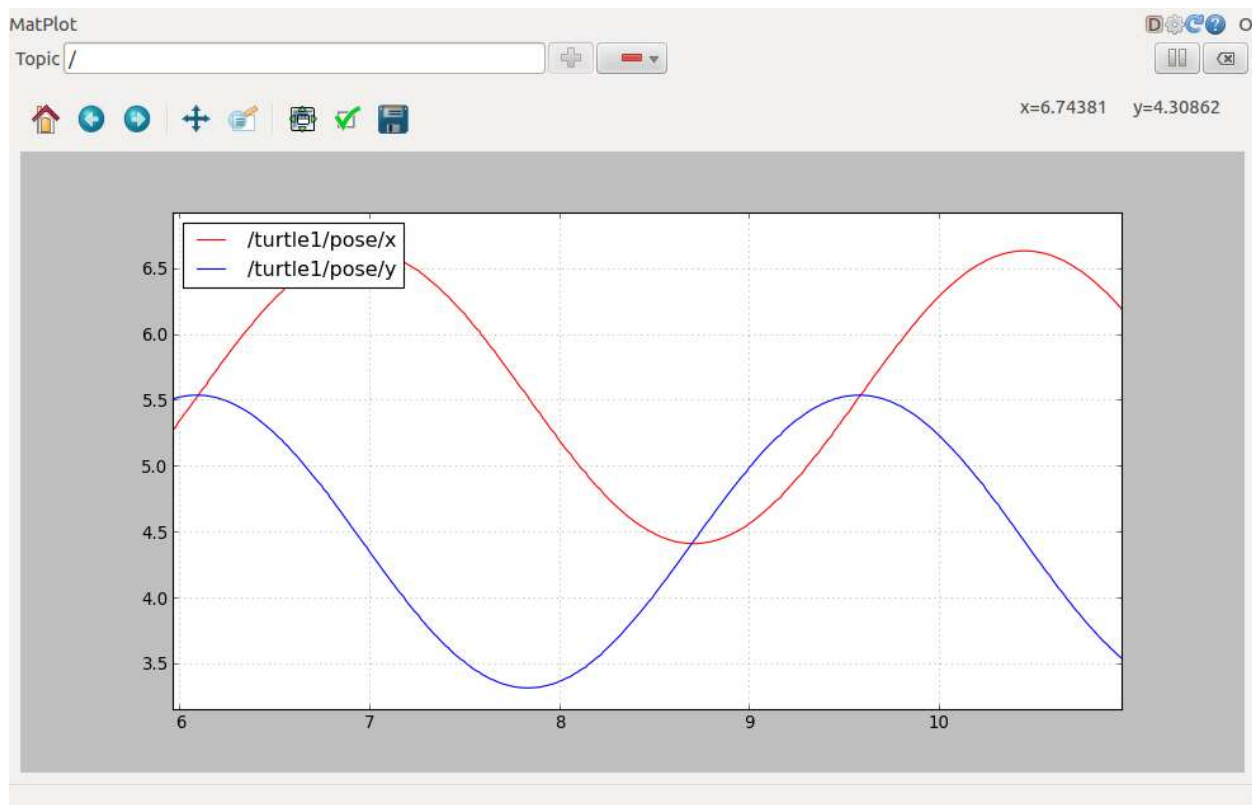 MatPlot
D O
Topic /
x=6.74381 y=4.30862
/turtle1/pose/x
/turtle1/pose/y
6.5
6.0
5.5
5.0
4.5
4.0
3.5
6 7 8 9 10